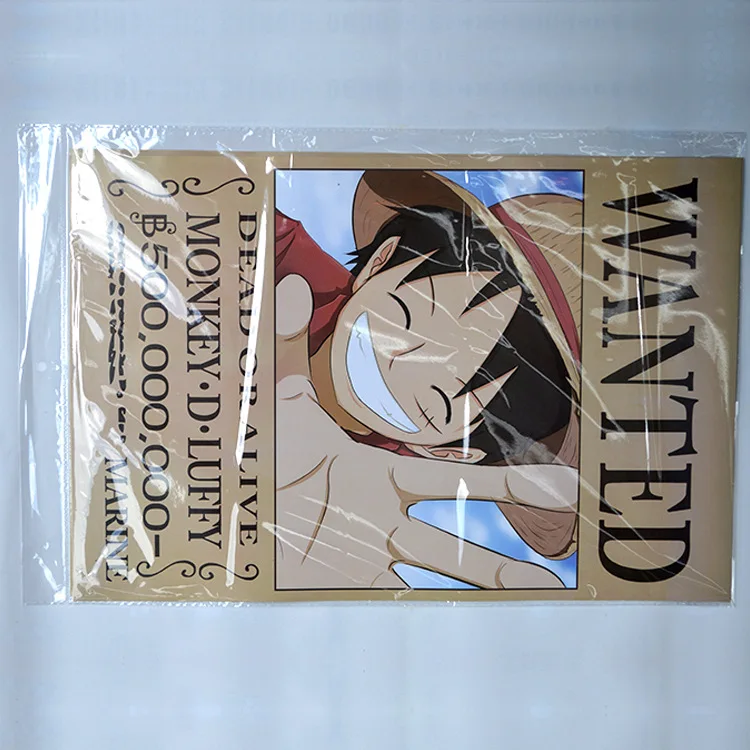 WANTED
DEAD OR ALIVE
MONKEY·D·LUFFY
฿500,000,000-
MARINE